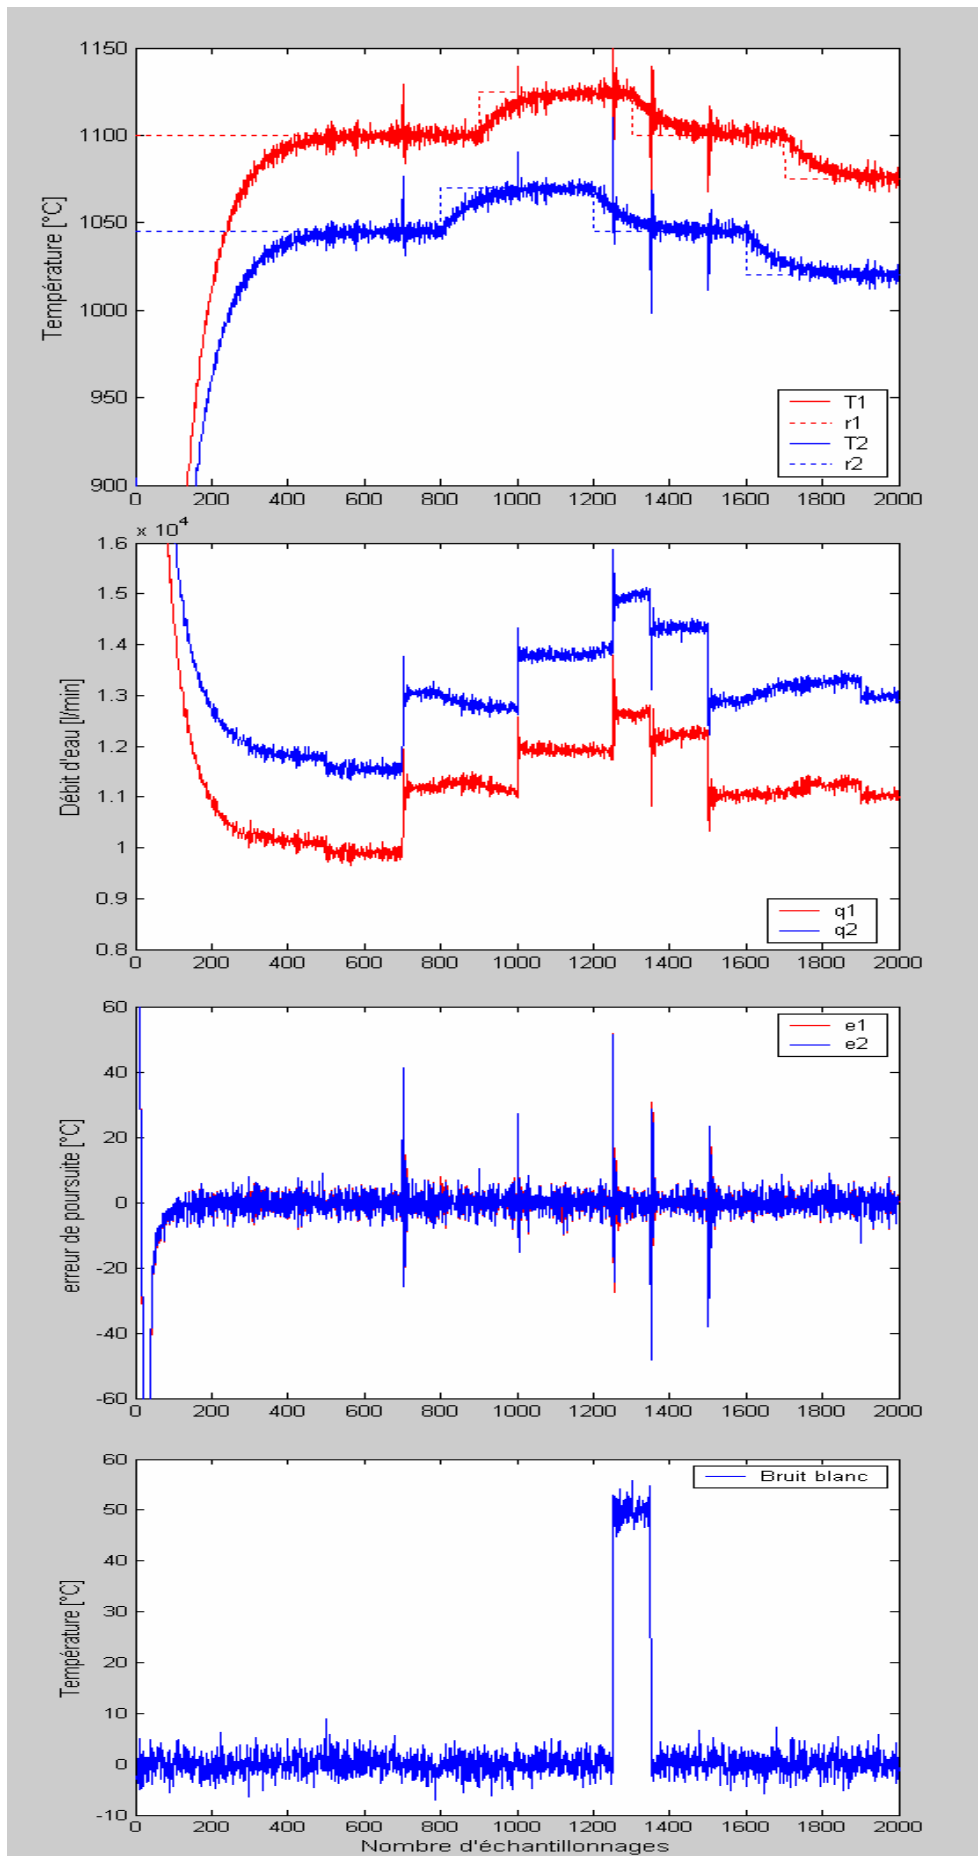 1150
1100
1050
1000
950
900
Température [°C]
T1
r1
T2
r2
0 200 400 600 800 1000 1200 1400 1600 1800 2000
x 10^4
1.6
1.5
1.4
1.3
1.2
1.1
1
0.9
0.8
Débit d'eau [l/min]
q1
q2
0 200 400 600 800 1000 1200 1400 1600 1800 2000
60
40
20
0
-20
-40
-60
erreur de poursuite [°C]
e1
e2
0 200 400 600 800 1000 1200 1400 1600 1800 2000
60
50
40
30
20
10
0
-10
Température [°C]
Bruit blanc
0 200 400 600 800 1000 1200 1400 1600 1800 2000
Nombre d'échantillonnages